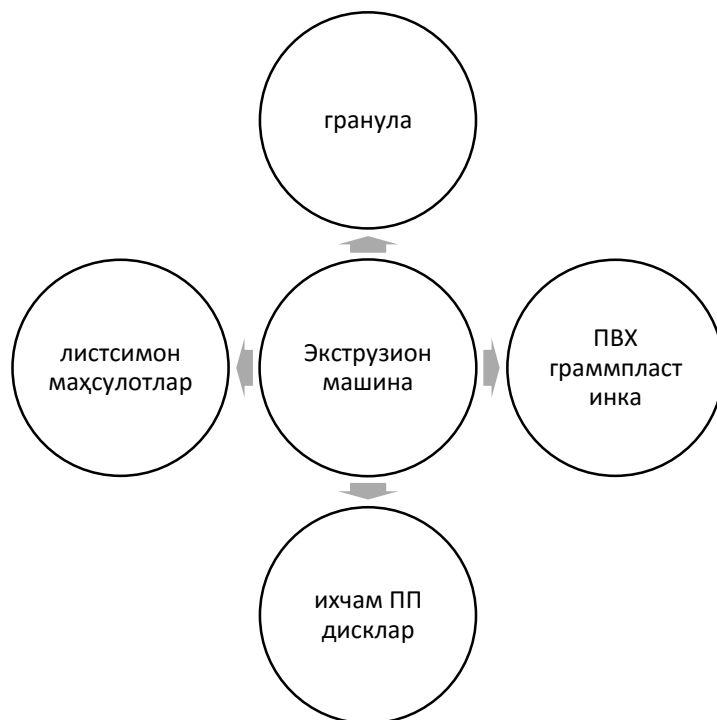 гранула
листсимон
маҳсулотлар
Экструзион
машина
ПВХ
граммпласт
инка
ихчам ПП
дисклар